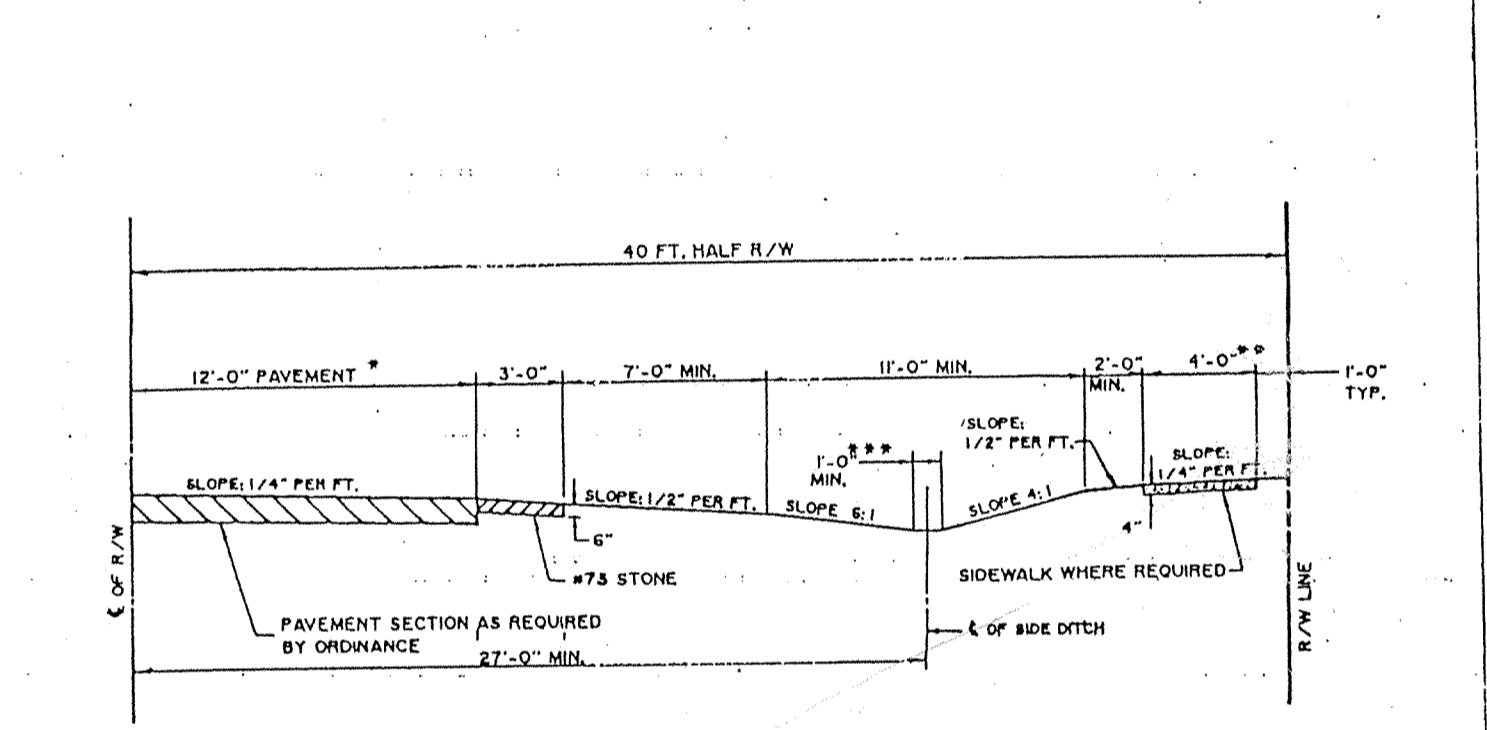 40 FT. HALF R/W
12'-0" PAVEMENT *
3'-0"
7'-0" MIN.
11'-0" MIN.
2'-0"
MIN.
4'-0" **
1'-0"
TYP.
1'-0" ***
MIN.
SLOPE:
1/2" PER FT.
SLOPE:
1/4" PER FT.
SLOPE: 1/4" PER FT.
SLOPE: 1/2" PER FT.
SLOPE 6:1
SLOPE 4:1
6"
4"
#73 STONE
SIDEWALK WHERE REQUIRED
℄ OF R/W
R/W LINE
PAVEMENT SECTION AS REQUIRED
BY ORDINANCE
℄ OF SIDE DITCH
27'-0" MIN.